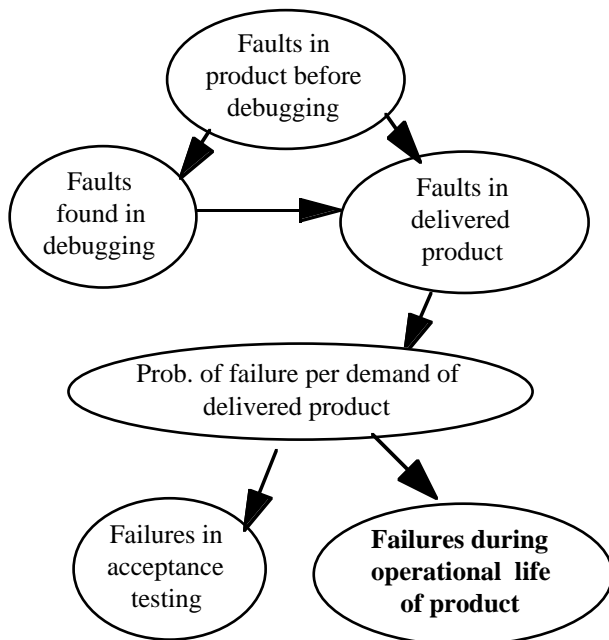 Faults in
product before
debugging
Faults
found in
debugging
Faults in
delivered
product
Prob. of failure per demand of
delivered product
Failures in
acceptance
testing
Failures during
operational life
of product